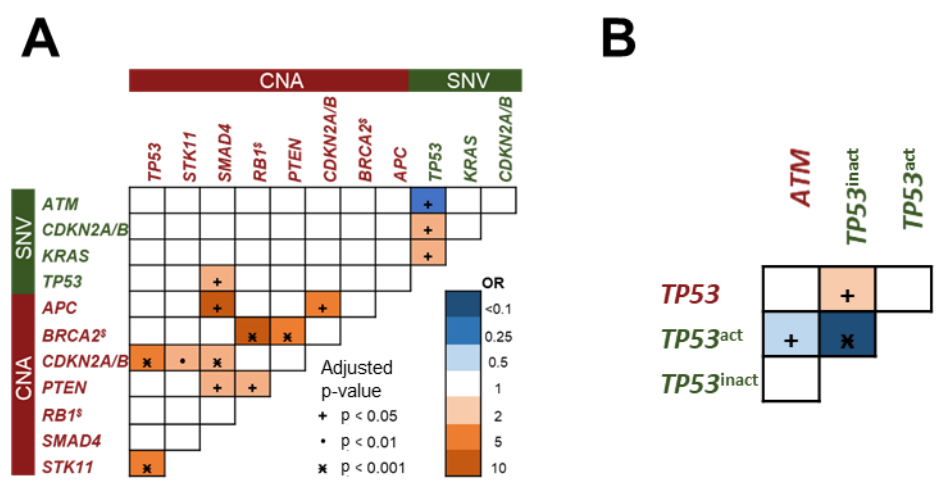 A
B
CNA
SNV
TP53
STK11
SMAD4
RB1$
PTEN
CDKN2A/B
BRCA2$
APC
TP53
KRAS
CDKN2A/B
SNV
ATM
+
CDKN2A/B
+
KRAS
+
TP53
+
CNA
APC
+ +
BRCA2$
* *
CDKN2A/B
* • *
PTEN
+ +
RB1$
SMAD4
STK11
*
OR
<0.1
0.25
0.5
1
2
5
10
Adjusted
p-value
+ p < 0.05
• p < 0.01
* p < 0.001
ATM
TP53inact
TP53act
TP53
+
TP53act
+ *
TP53inact